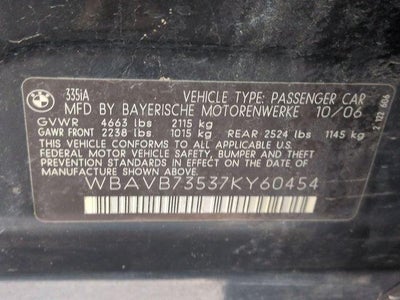 335iA
VEHICLE TYPE: PASSENGER CAR
MFD BY BAYERISCHE MOTORENWERKE 10/06
GVWR 4663 lbs 2115 kg
GAWR FRONT 2238 lbs 1015 kg REAR 2524 lbs 1145 kg
THIS VEHICLE CONFORMS TO ALL APPLICABLE U.S.
FEDERAL MOTOR VEHICLE SAFETY, BUMPER AND THEFT
PREVENTION STANDARDS IN EFFECT ON THE DATE OF
MANUFACTURE SHOWN ABOVE.
WBAVB73537KY60454